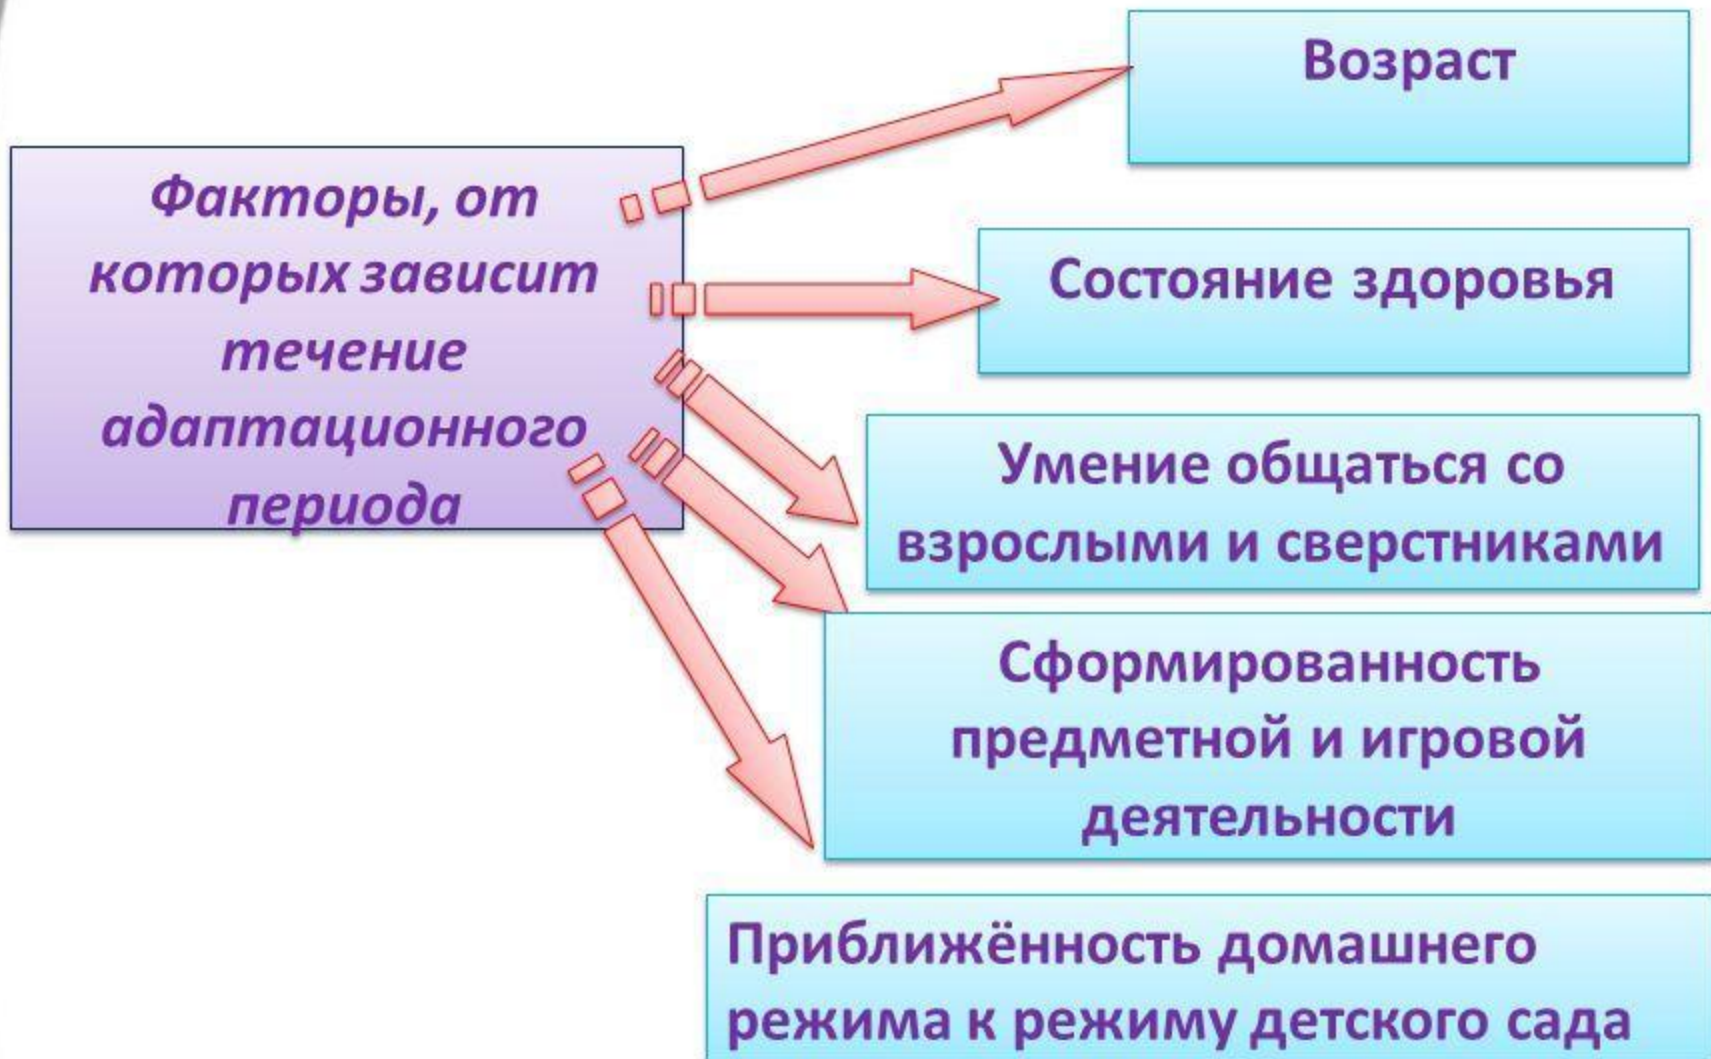 Факторы, от
которых зависит
течение
адаптационного
периода
Возраст
Состояние здоровья
Умение общаться со
взрослыми и сверстниками
Сформированность
предметной и игровой
деятельности
Приближённость домашнего
режима к режиму детского сада